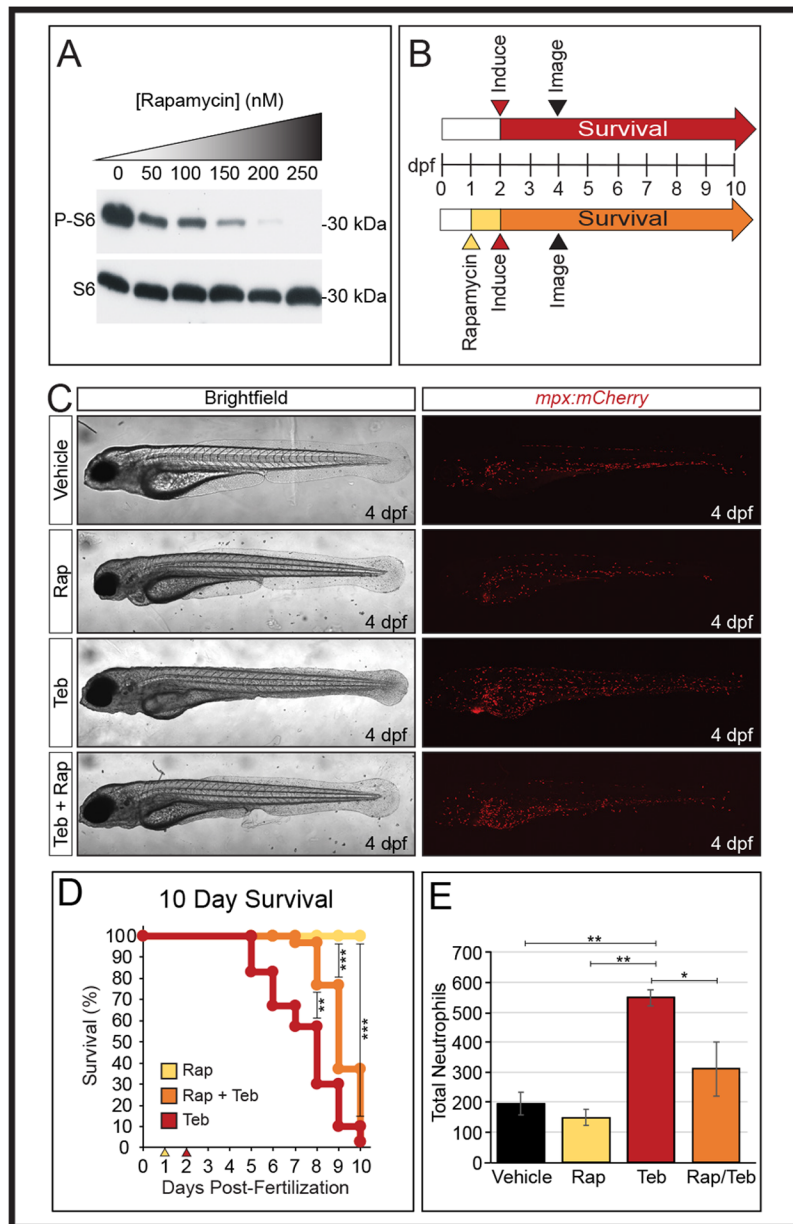 A
[Rapamycin] (nM)
0 50 100 150 200 250
P-S6
-30 kDa
S6
-30 kDa
B
Induce
Image
Survival
dpf
0 1 2 3 4 5 6 7 8 9 10
Survival
Rapamycin
Induce
Image
C
Brightfield
mpx:mCherry
Vehicle
4 dpf
4 dpf
Rap
4 dpf
4 dpf
Teb
4 dpf
4 dpf
Teb + Rap
4 dpf
4 dpf
D
10 Day Survival
Survival (%)
100
90
80
70
60
50
40
30
20
10
0
***
**
***
Rap
Rap + Teb
Teb
0 1 2 3 4 5 6 7 8 9 10
Days Post-Fertilization
E
Total Neutrophils
700
600
500
400
300
200
100
0
**
**
*
Vehicle Rap Teb Rap/Teb